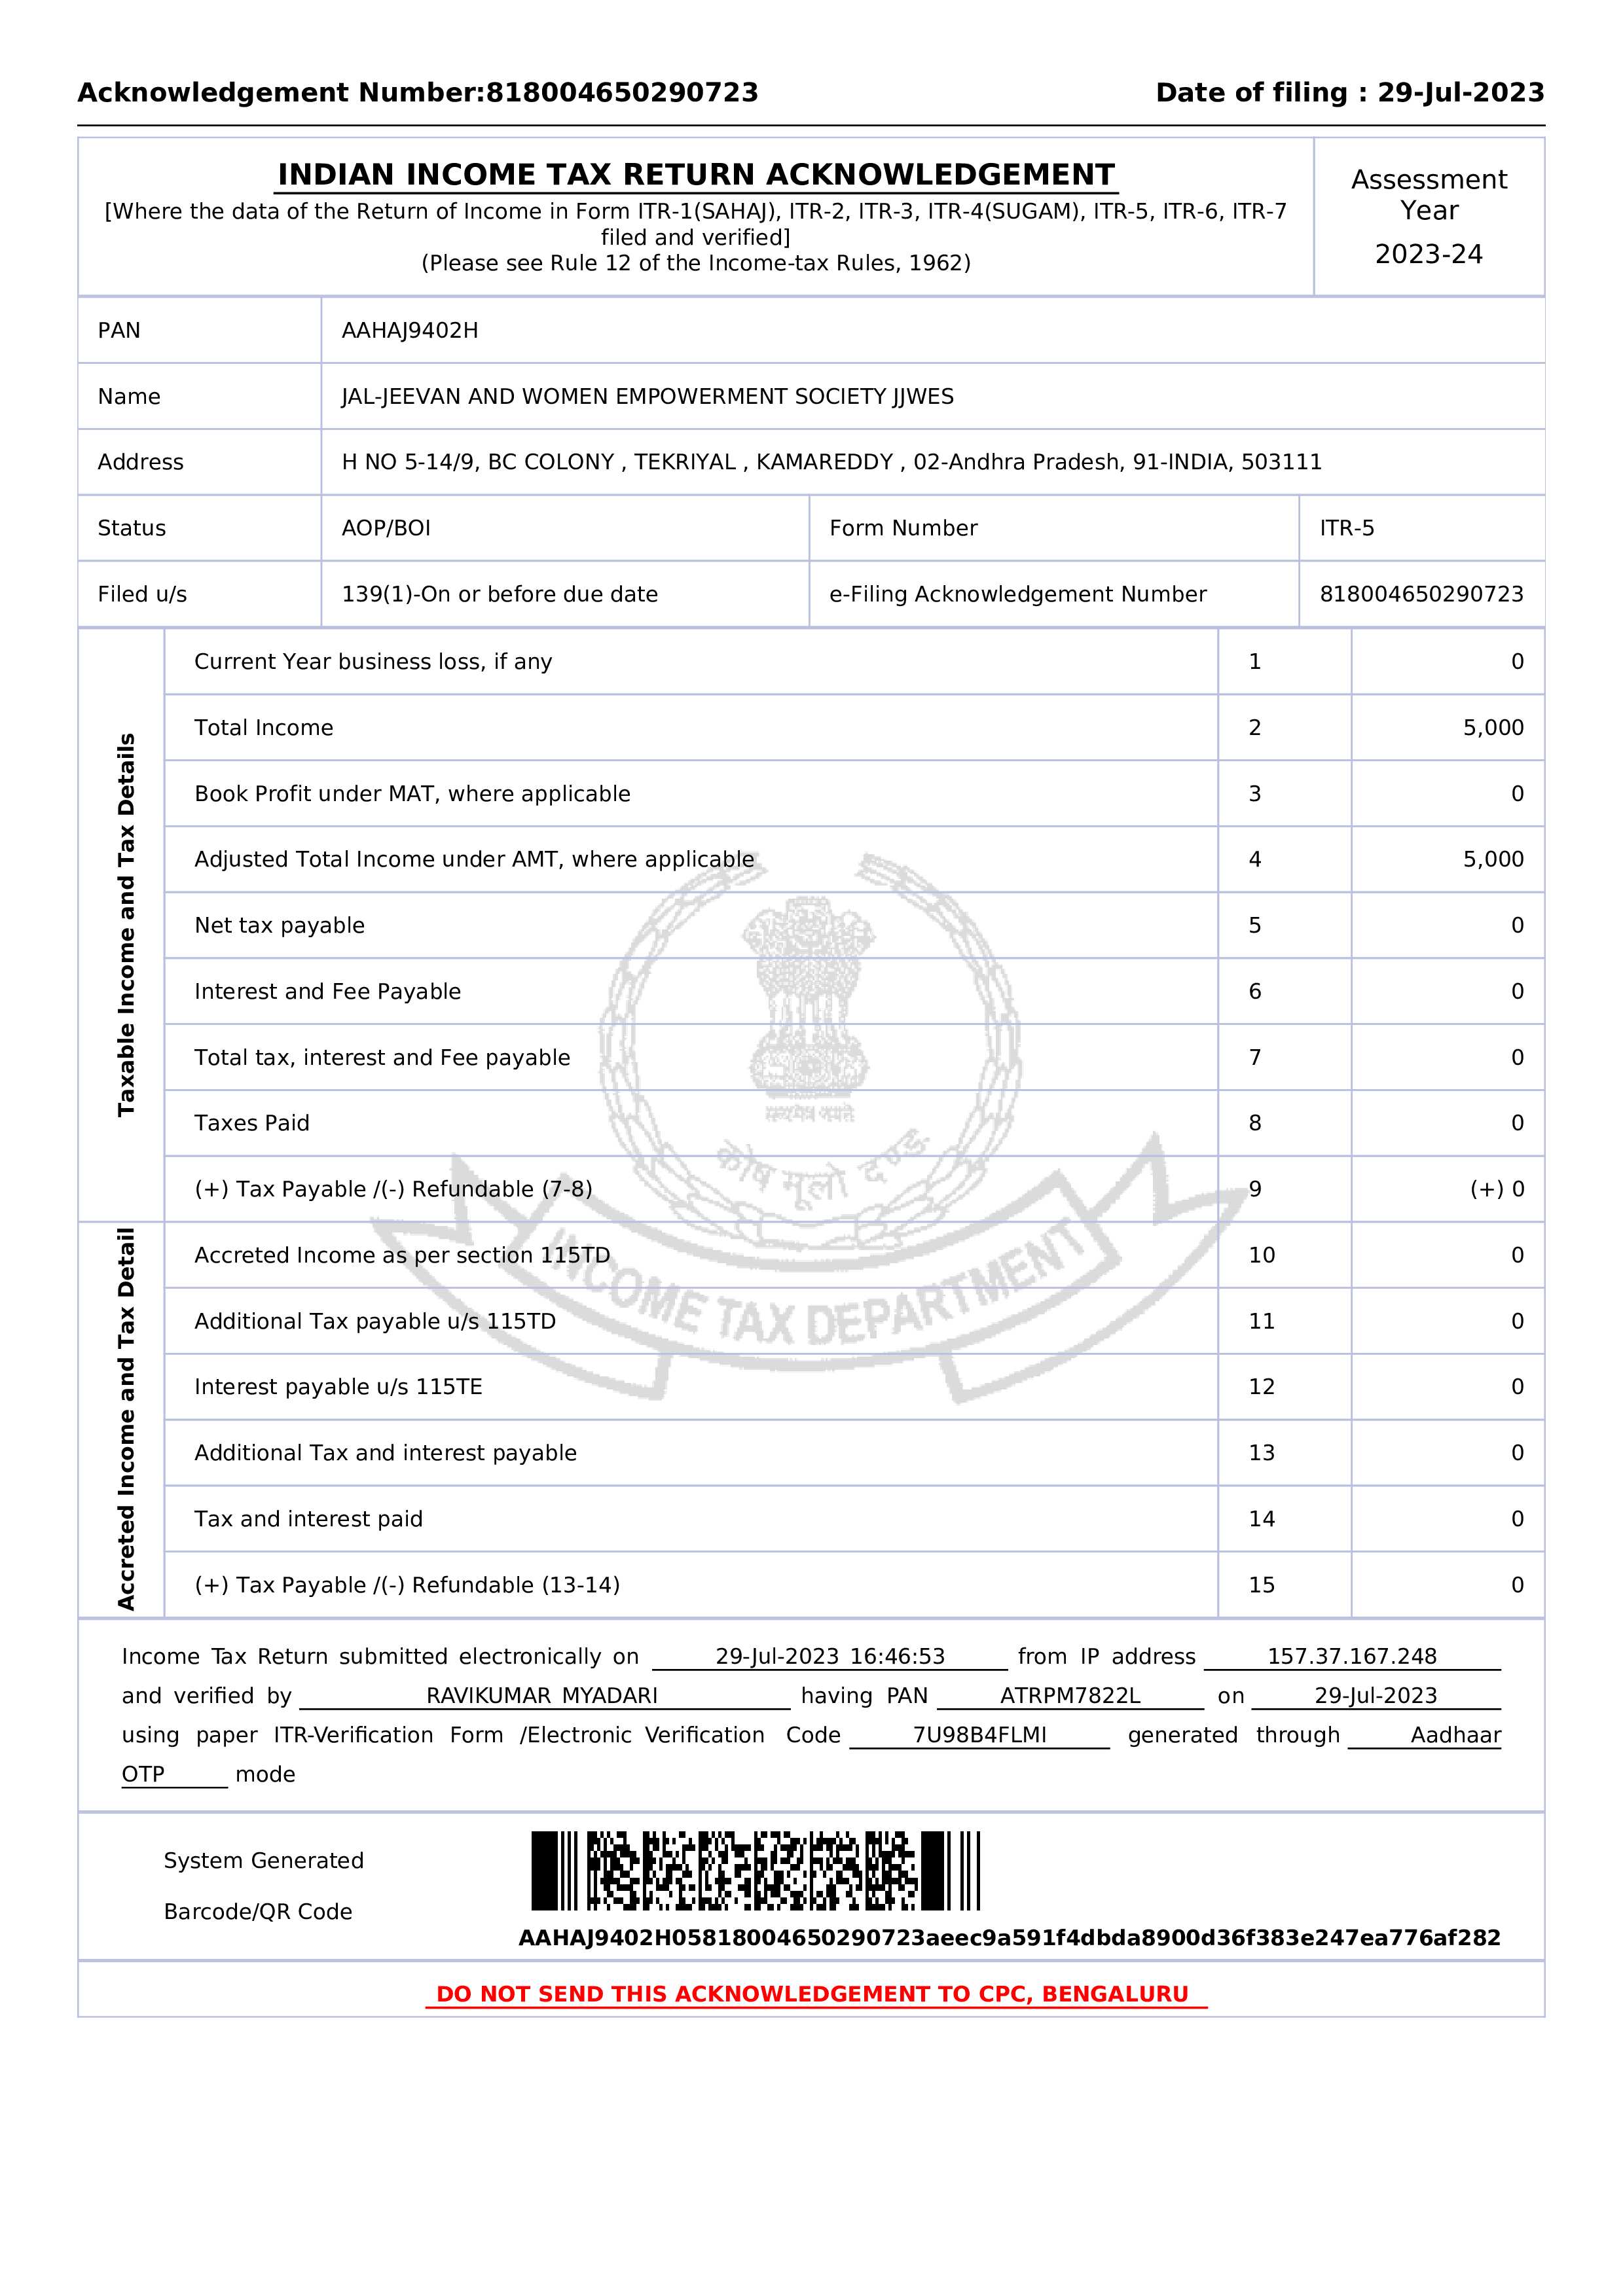 Acknowledgement Number:818004650290723 Date of filing : 29-Jul-2023
INDIAN INCOME TAX RETURN ACKNOWLEDGEMENT
[Where the data of the Return of Income in Form ITR-1(SAHAJ), ITR-2, ITR-3, ITR-4(SUGAM), ITR-5, ITR-6, ITR-7
filed and verified]
(Please see Rule 12 of the Income-tax Rules, 1962)
Assessment
Year
2023-24
PAN AAHAJ9402H
Name JAL-JEEVAN AND WOMEN EMPOWERMENT SOCIETY JJWES
Address H NO 5-14/9, BC COLONY , TEKRIYAL , KAMAREDDY , 02-Andhra Pradesh, 91-INDIA, 503111
Status AOP/BOI Form Number ITR-5
Filed u/s 139(1)-On or before due date e-Filing Acknowledgement Number 818004650290723
Taxable Income and Tax Details
Current Year business loss, if any 1 0
Total Income 2 5,000
Book Profit under MAT, where applicable 3 0
Adjusted Total Income under AMT, where applicable 4 5,000
Net tax payable 5 0
Interest and Fee Payable 6 0
Total tax, interest and Fee payable 7 0
Taxes Paid 8 0
(+) Tax Payable /(-) Refundable (7-8) 9 (+) 0
Accreted Income and Tax Detail
Accreted Income as per section 115TD 10 0
Additional Tax payable u/s 115TD 11 0
Interest payable u/s 115TE 12 0
Additional Tax and interest payable 13 0
Tax and interest paid 14 0
(+) Tax Payable /(-) Refundable (13-14) 15 0
सत्यमेव जयते
कोष मूलो दण्ड
INCOME TAX DEPARTMENT
Income Tax Return submitted electronically on 29-Jul-2023 16:46:53 from IP address 157.37.167.248
and verified by RAVIKUMAR MYADARI having PAN ATRPM7822L on 29-Jul-2023
using paper ITR-Verification Form /Electronic Verification Code 7U98B4FLMI generated through Aadhaar
OTP mode
System Generated
Barcode/QR Code
AAHAJ9402H05818004650290723aeec9a591f4dbda8900d36f383e247ea776af282
DO NOT SEND THIS ACKNOWLEDGEMENT TO CPC, BENGALURU